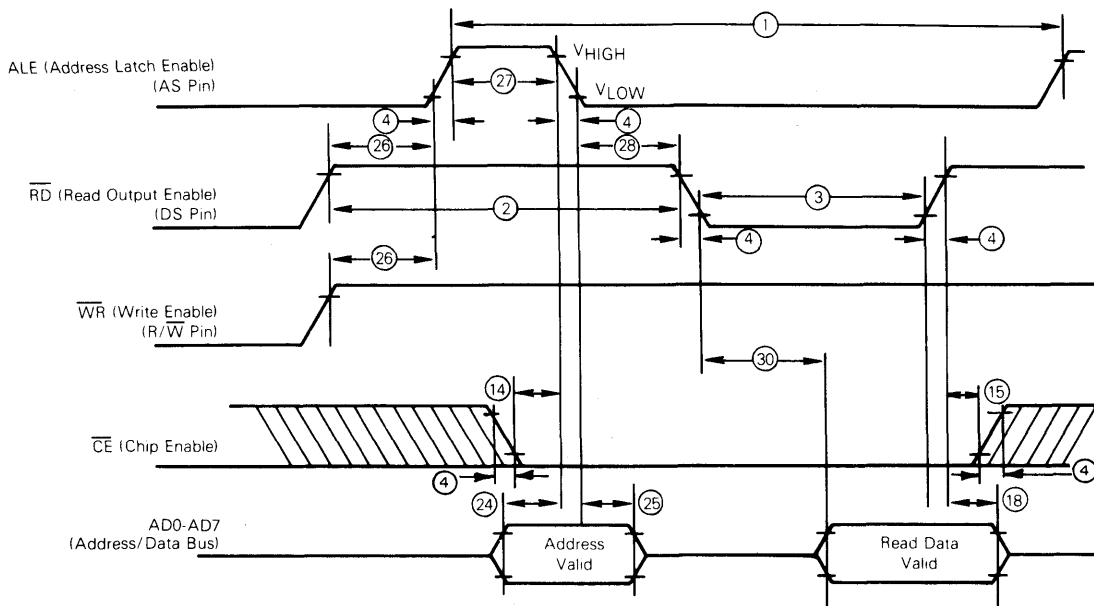 1
ALE (Address Latch Enable)
(AS Pin)
VHIGH
27
VLOW
4
4
26
28
RD (Read Output Enable)
(DS Pin)
2
3
4
4
26
WR (Write Enable)
(R/W Pin)
30
14
15
CE (Chip Enable)
4
4
24
25
18
AD0-AD7
(Address/Data Bus)
Address
Valid
Read Data
Valid